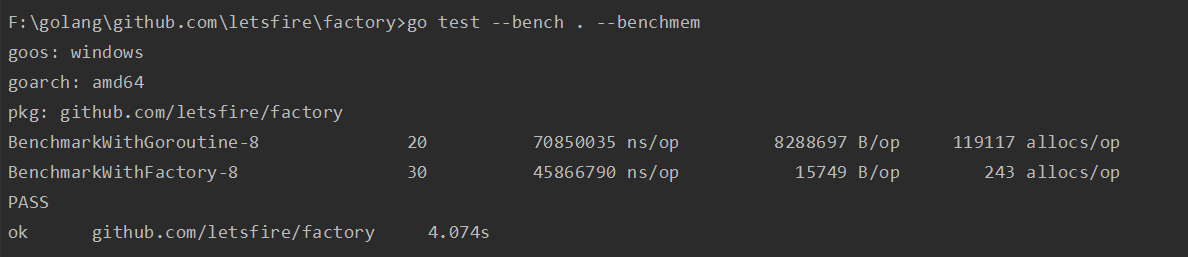 F:\golang\github.com\letsfire\factory>go test --bench . --benchmem
goos: windows
goarch: amd64
pkg: github.com/letsfire/factory
BenchmarkWithGoroutine-8 20 70850035 ns/op 8288697 B/op 119117 allocs/op
BenchmarkWithFactory-8 30 45866790 ns/op 15749 B/op 243 allocs/op
PASS
ok github.com/letsfire/factory 4.074s